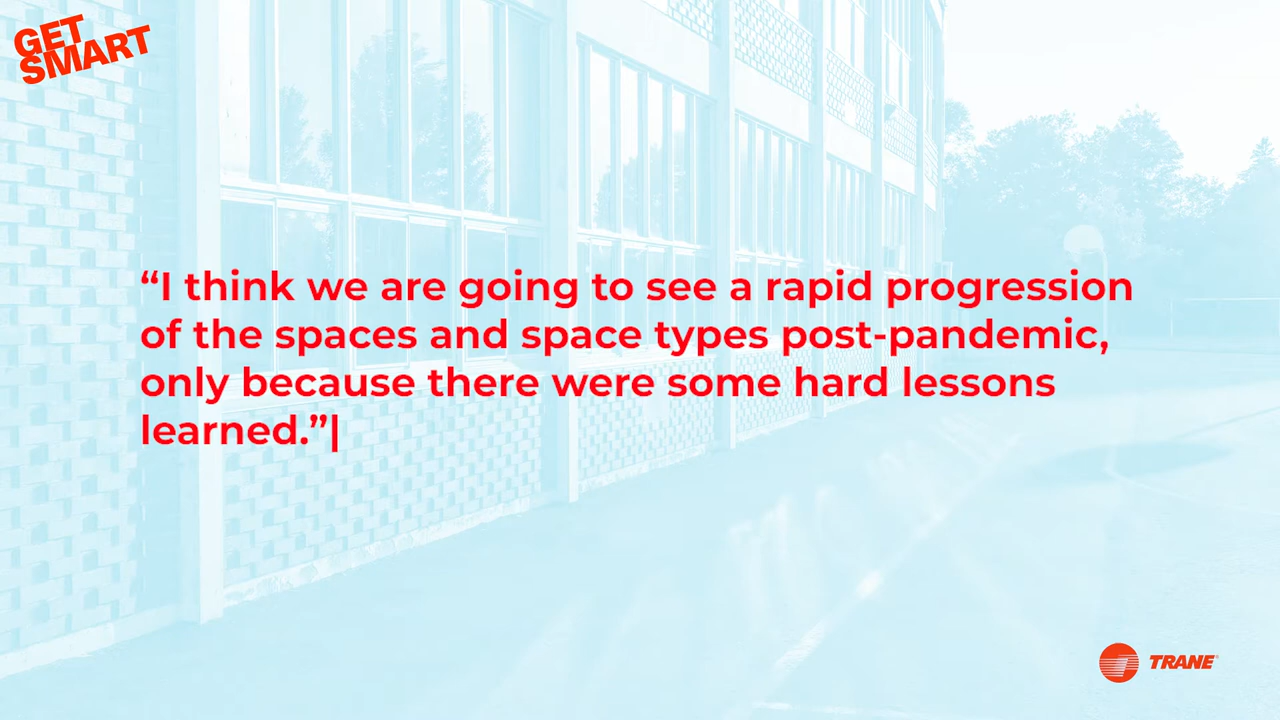 GET
SMART
“I think we are going to see a rapid progression
of the spaces and space types post-pandemic,
only because there were some hard lessons
learned.”|
TRANE